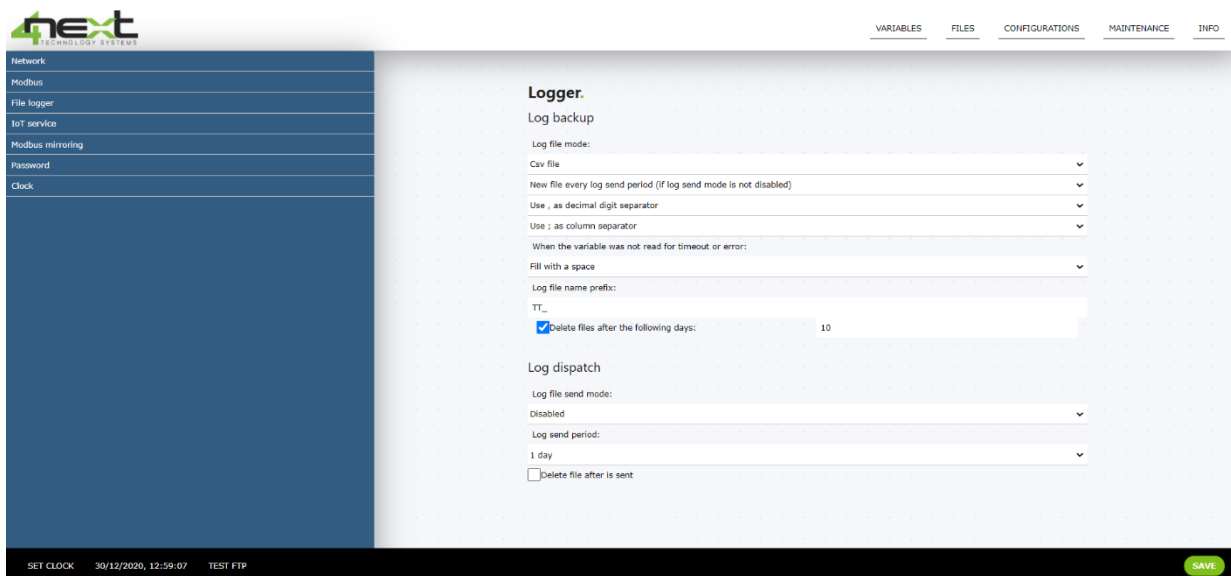 4next
TECHNOLOGY SYSTEMS
VARIABLES FILES CONFIGURATIONS MAINTENANCE INFO
Network
Modbus
File logger
IoT service
Modbus mirroring
Password
Clock
Logger.
Log backup
Log file mode:
Csv file
New file every log send period (if log send mode is not disabled)
Use , as decimal digit separator
Use ; as column separator
When the variable was not read for timeout or error:
Fill with a space
Log file name prefix:
TT_
Delete files after the following days: 10
Log dispatch
Log file send mode:
Disabled
Log send period:
1 day
Delete file after is sent
SET CLOCK 30/12/2020, 12:59:07 TEST FTP SAVE